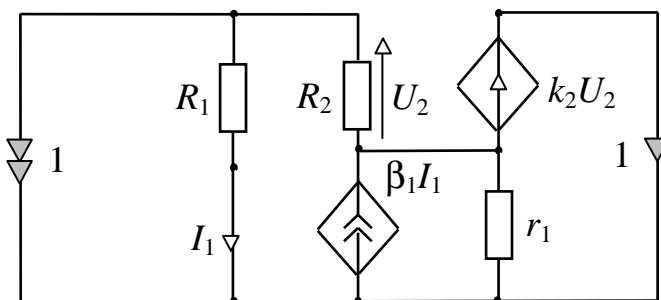 R₁
R₂
U₂
k₂U₂
1
β₁I₁
1
I₁
r₁